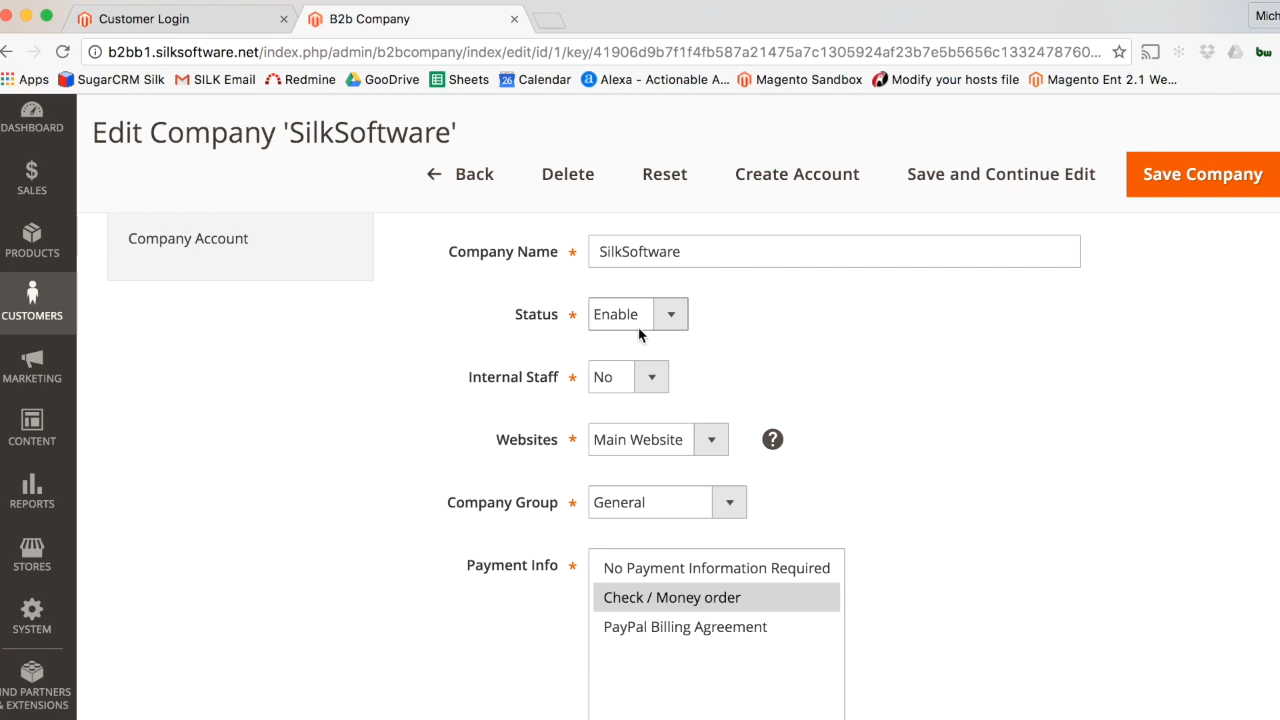 Customer Login
B2b Company
Mich
b2bb1.silksoftware.net/index.php/admin/b2bcompany/index/edit/id/1/key/41906d9b7f1f4fb587a21475a7c1305924af23b7e5b5656c1332478760...
bw
Apps SugarCRM Silk SILK Email Redmine GooDrive Sheets 26 Calendar Alexa - Actionable A... Magento Sandbox Modify your hosts file Magento Ent 2.1 We...
DASHBOARD
SALES
PRODUCTS
CUSTOMERS
MARKETING
CONTENT
REPORTS
STORES
SYSTEM
IND PARTNERS
& EXTENSIONS
Edit Company 'SilkSoftware'
← Back Delete Reset Create Account Save and Continue Edit Save Company
Company Account
Company Name * SilkSoftware
Status * Enable
Internal Staff * No
Websites * Main Website ?
Company Group * General
Payment Info * No Payment Information Required
Check / Money order
PayPal Billing Agreement